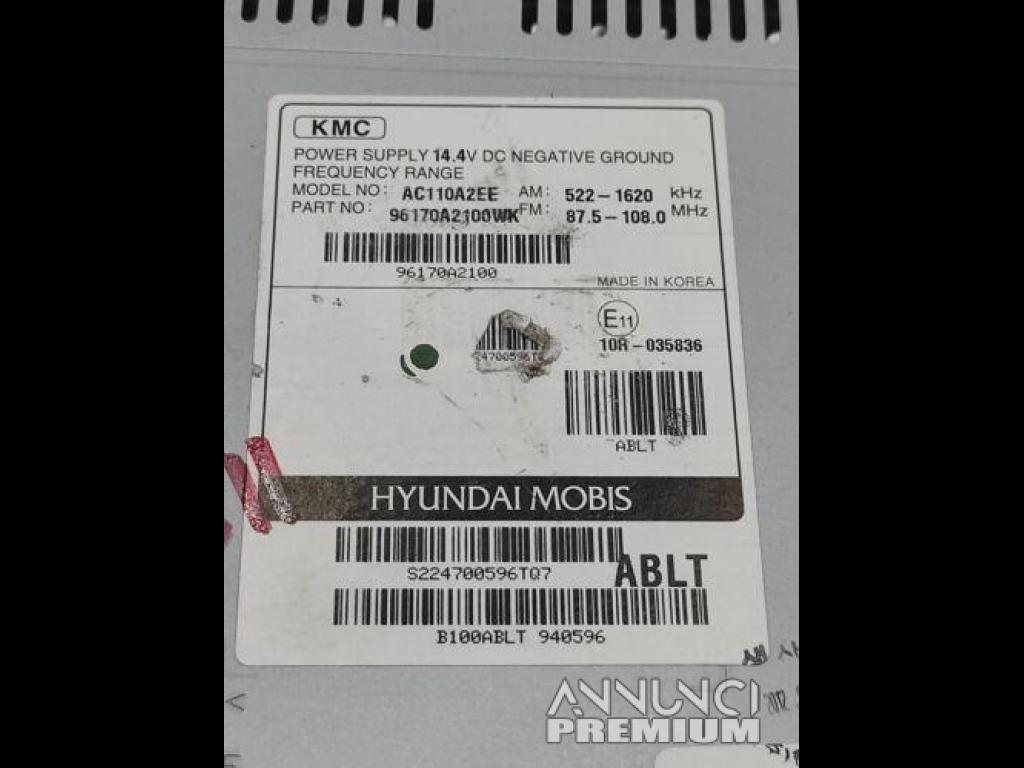 KMC
POWER SUPPLY 14.4V DC NEGATIVE GROUND
FREQUENCY RANGE
MODEL NO: AC110A2EE AM: 522-1620 kHz
PART NO: 96170A2100WK FM: 87.5-108.0 MHz
96170A2100
MADE IN KOREA
E11
10R-035836
24700596TQ
ABLT
HYUNDAI MOBIS
S224700596TQ7
ABLT
B100ABLT 940596
ANNUNCI
PREMIUM